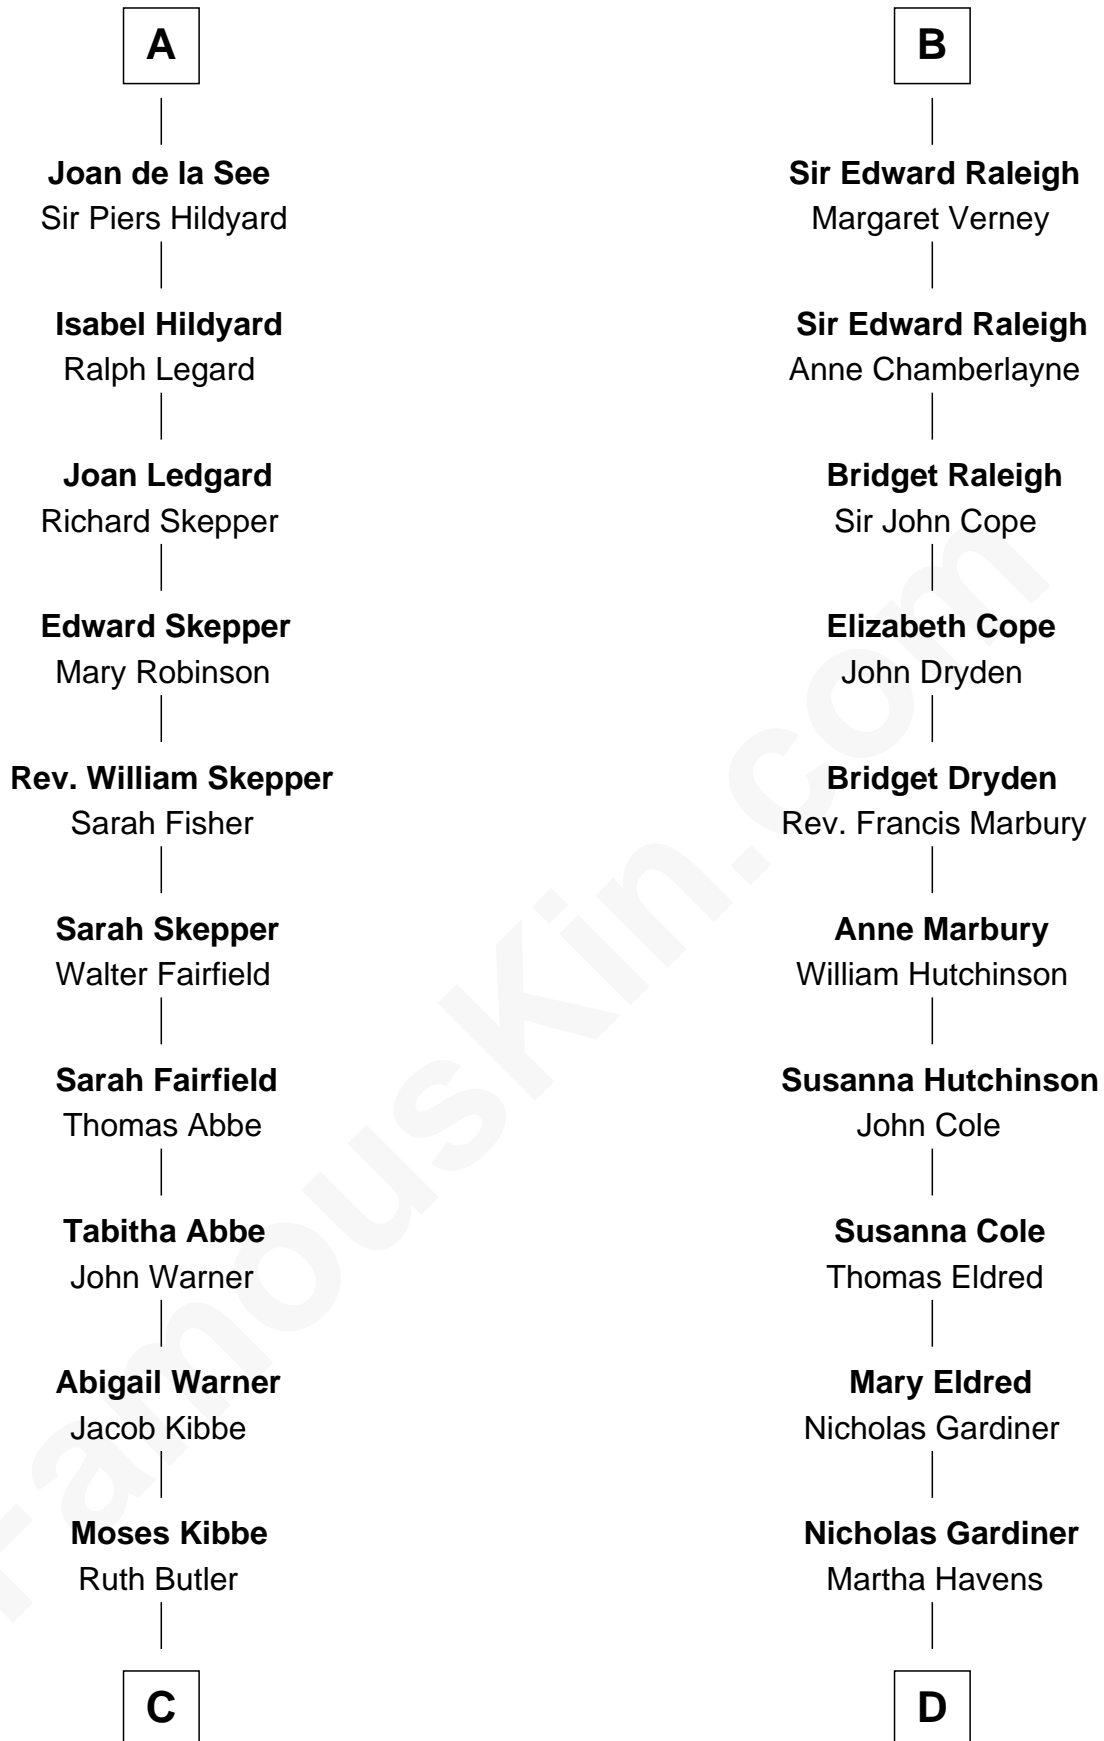 A
Joan de la See
Sir Piers Hildyard
Isabel Hildyard
Ralph Legard
Joan Ledgard
Richard Skepper
Edward Skepper
Mary Robinson
Rev. William Skepper
Sarah Fisher
Sarah Skepper
Walter Fairfield
Sarah Fairfield
Thomas Abbe
Tabitha Abbe
John Warner
Abigail Warner
Jacob Kibbe
Moses Kibbe
Ruth Butler
C
B
Sir Edward Raleigh
Margaret Verney
Sir Edward Raleigh
Anne Chamberlayne
Bridget Raleigh
Sir John Cope
Elizabeth Cope
John Dryden
Bridget Dryden
Rev. Francis Marbury
Anne Marbury
William Hutchinson
Susanna Hutchinson
John Cole
Susanna Cole
Thomas Eldred
Mary Eldred
Nicholas Gardiner
Nicholas Gardiner
Martha Havens
D
FamousKin.com